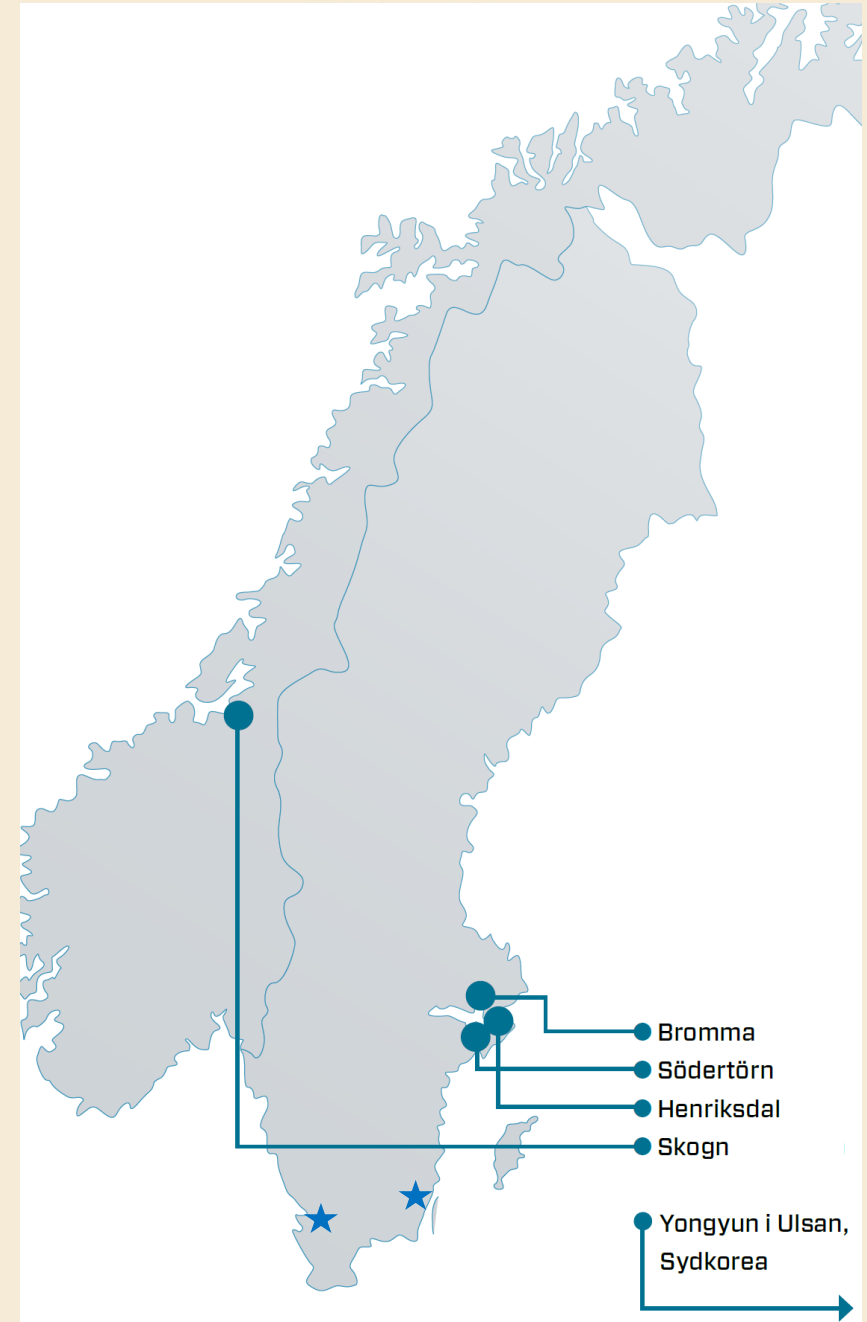 Bromma
Södertörn
Henriksdal
Skogn
Yongyun i Ulsan,
Sydkorea